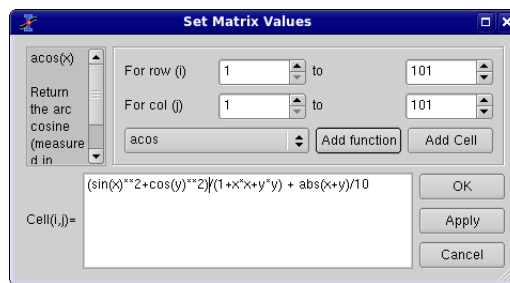 Set Matrix Values
acos(x)
Return
the arc
cosine
(measure
d in
For row (i) 1 to 101
For col (j) 1 to 101
acos Add function Add Cell
Cell(i,j)= (sin(x)**2+cos(y)**2)/(1+x*x+y*y) + abs(x+y)/10
OK
Apply
Cancel